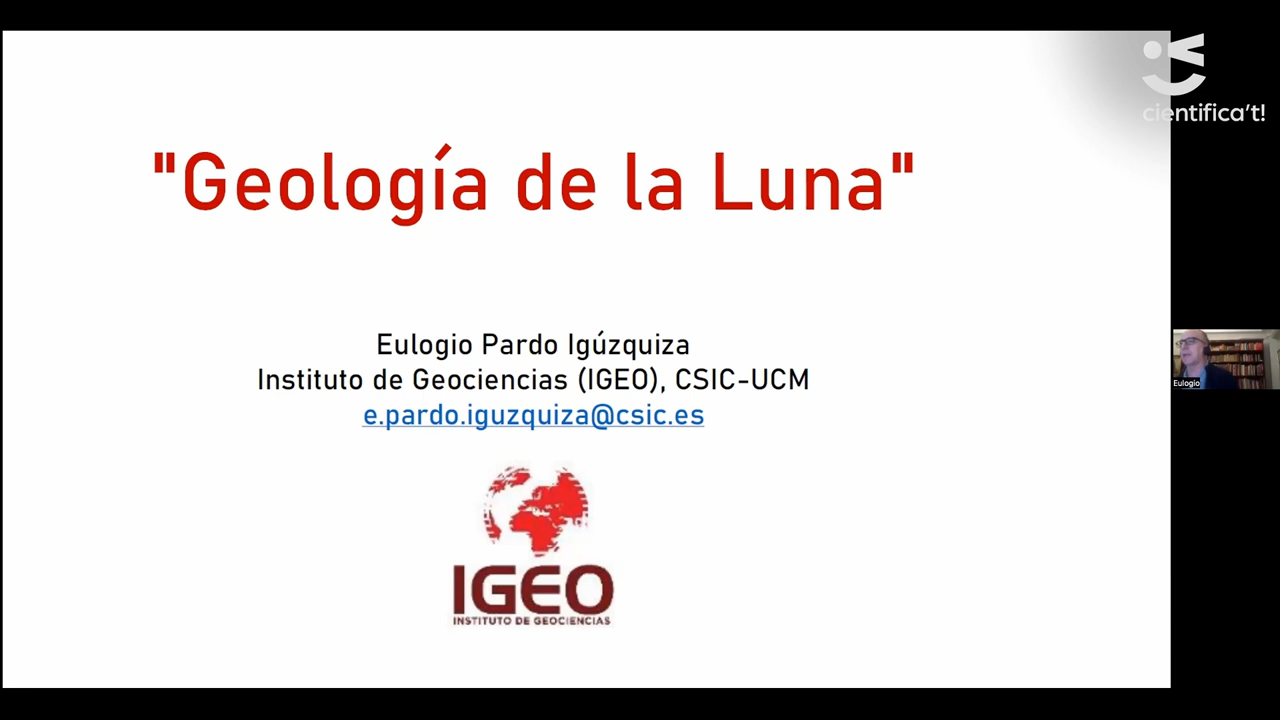 cientifica't!
"Geología de la Luna"
Eulogio Pardo Igúzquiza
Instituto de Geociencias (IGEO), CSIC-UCM
e.pardo.iguzquiza@csic.es
IGEO
INSTITUTO DE GEOCIENCIAS
Eulogio